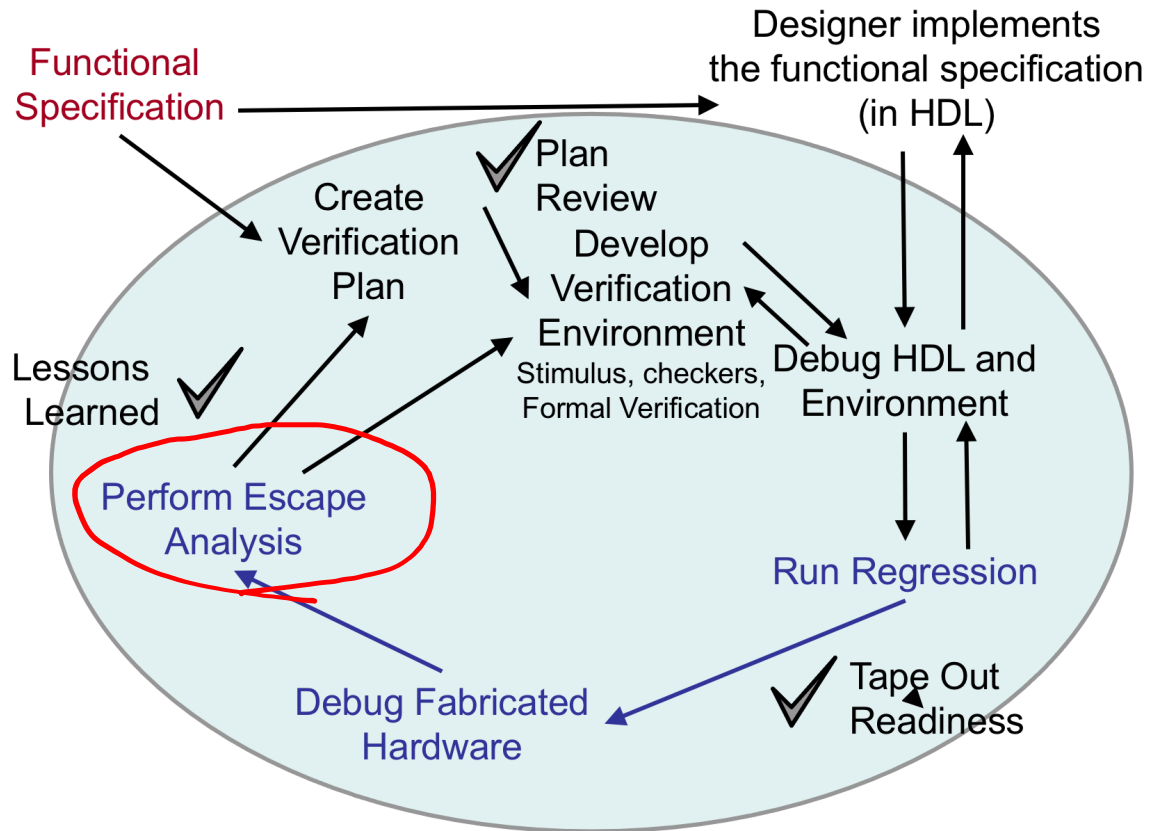 Designer implements
the functional specification
(in HDL)
Functional
Specification
Plan
Review
Create
Verification
Plan
Develop
Verification
Environment
Stimulus, checkers,
Formal Verification
Debug HDL and
Environment
Lessons
Learned
Perform Escape
Analysis
Run Regression
Tape Out
Readiness
Debug Fabricated
Hardware